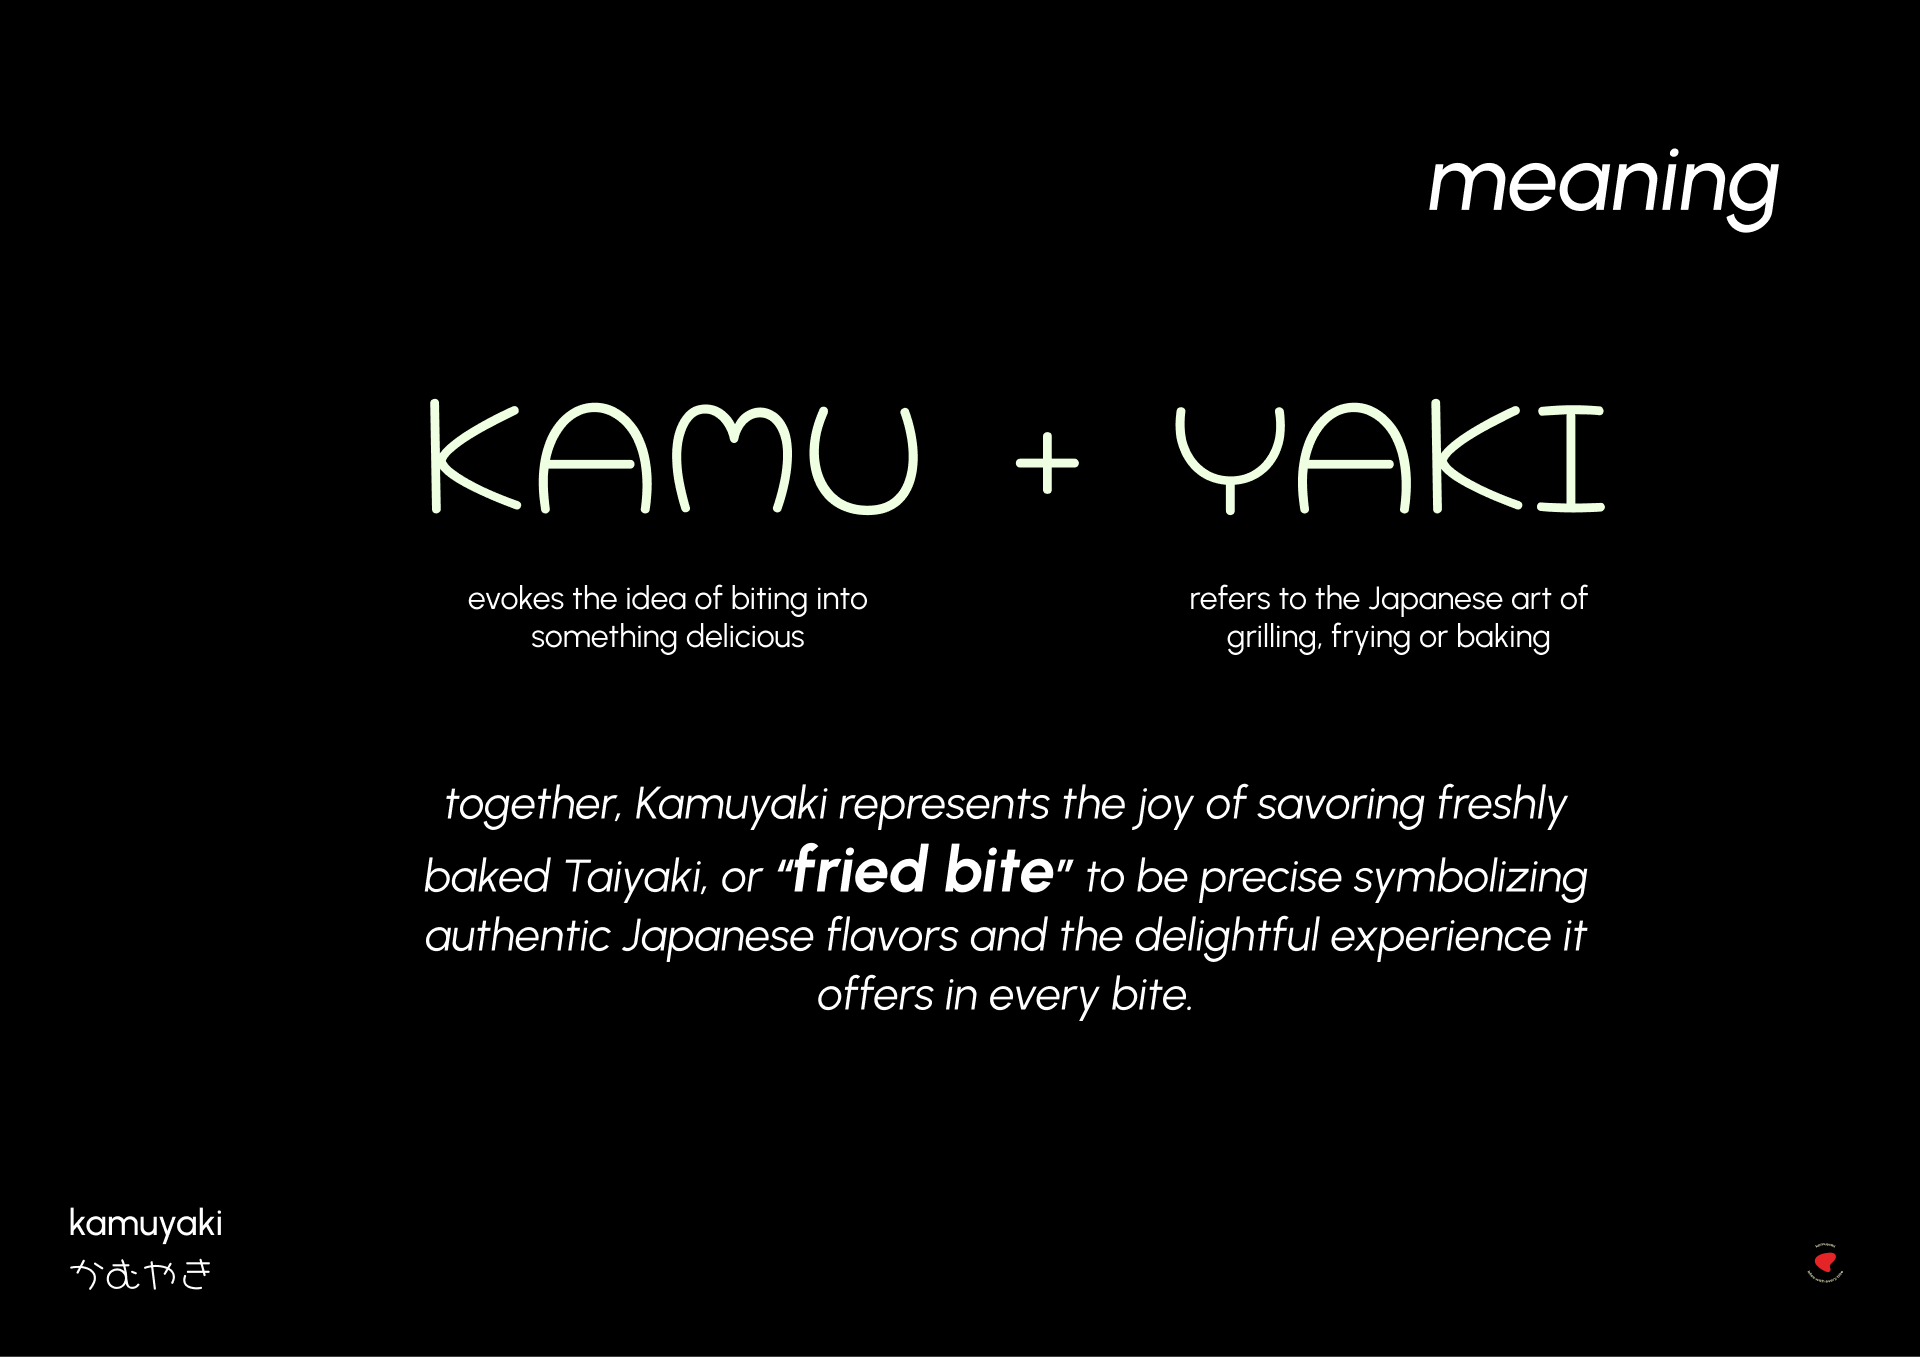 meaning
KAMU + YAKI
evokes the idea of biting into
something delicious
refers to the Japanese art of
grilling, frying or baking
together, Kamuyaki represents the joy of savoring freshly
baked Taiyaki, or “fried bite” to be precise symbolizing
authentic Japanese flavors and the delightful experience it
offers in every bite.
kamuyaki
かむやき